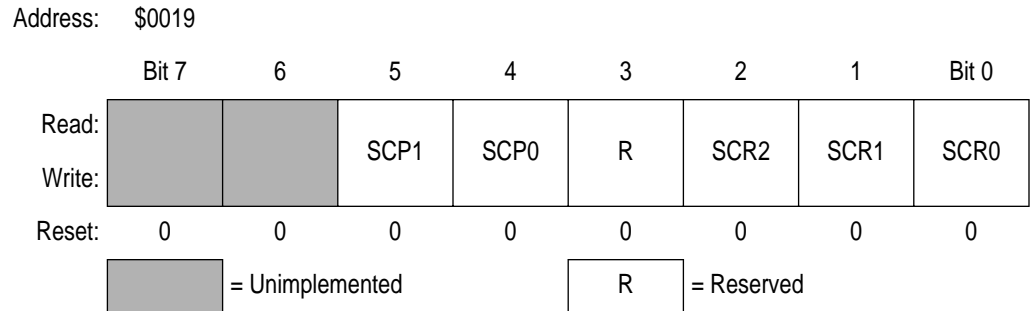 Address: $0019
Bit 7 6 5 4 3 2 1 Bit 0
Read:
SCP1 SCP0 R SCR2 SCR1 SCR0
Write:
Reset: 0 0 0 0 0 0 0 0
= Unimplemented R = Reserved